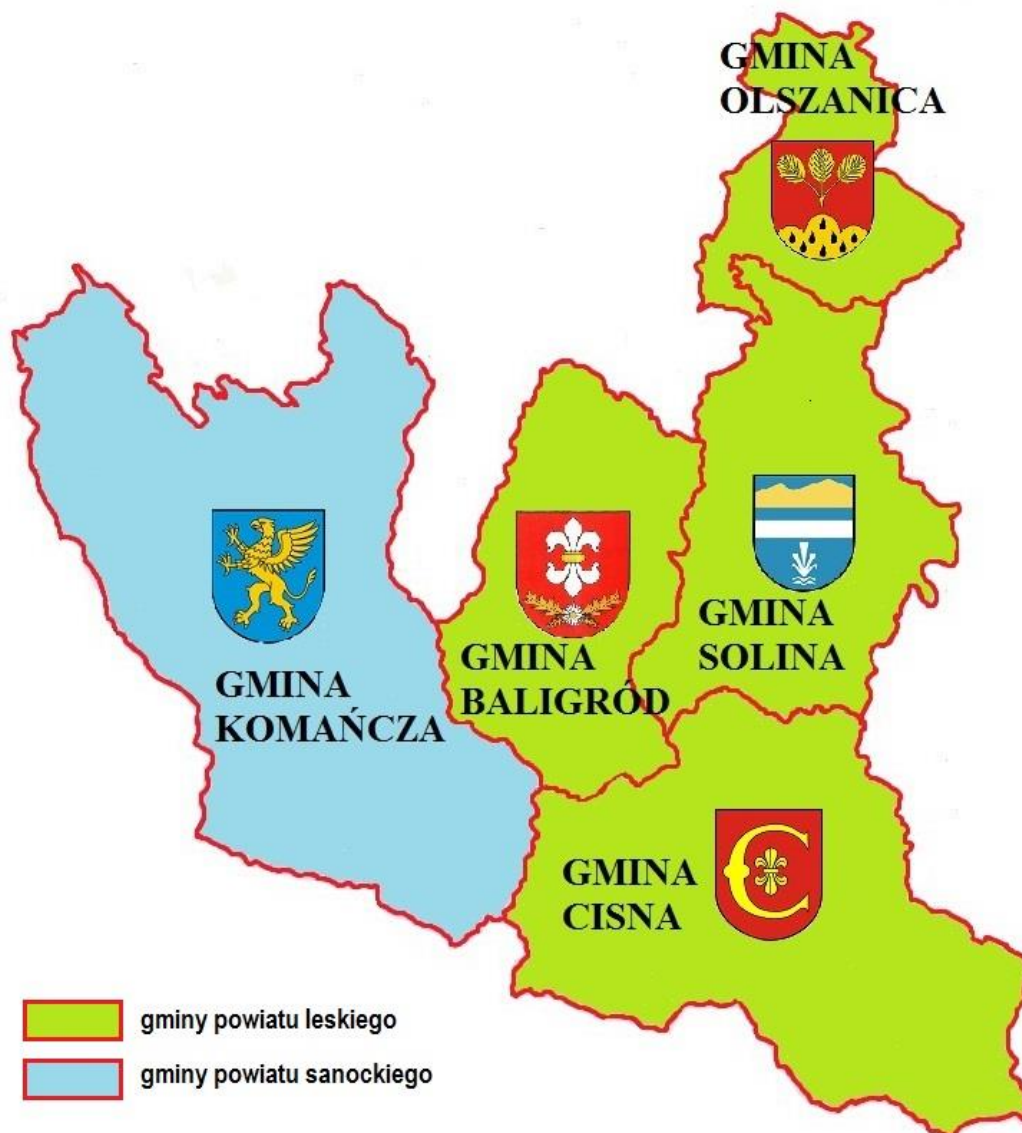 GMINA
OLSZANICA
GMINA
SOLINA
GMINA
BALIGRÓD
GMINA
KOMAŃCZA
GMINA
CISNA
gminy powiatu leskiego
gminy powiatu sanockiego